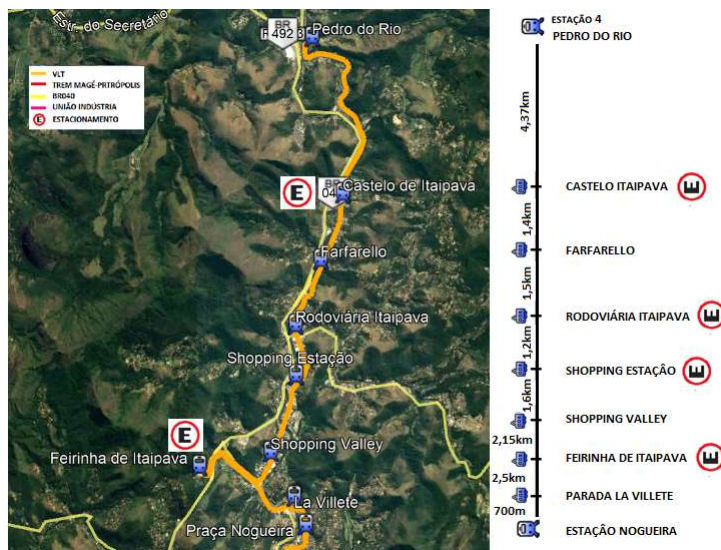 Estr. do Secretário
BR
492
Pedro do Rio
VLT
TREM MAGÉ-PRTRÓPOLIS
BR040
UNIÃO INDÚSTRIA
E ESTACIONAMENTO
E
BR
04
Castelo de Itaipava
Farfarello
Rodoviária Itaipava
Shopping Estação
E
Feirinha de Itaipava
Shopping Valley
La Villete
Praça Nogueira
ESTAÇÃO 4
PEDRO DO RIO
4,37km
CASTELO ITAIPAVA E
1,4km
FARFARELLO
1,5km
RODOVIÁRIA ITAIPAVA E
1,2km
SHOPPING ESTAÇÃO E
1,6km
SHOPPING VALLEY
2,15km
FEIRINHA DE ITAIPAVA E
2,5km
PARADA LA VILLETE
700m
ESTAÇÃO NOGUEIRA